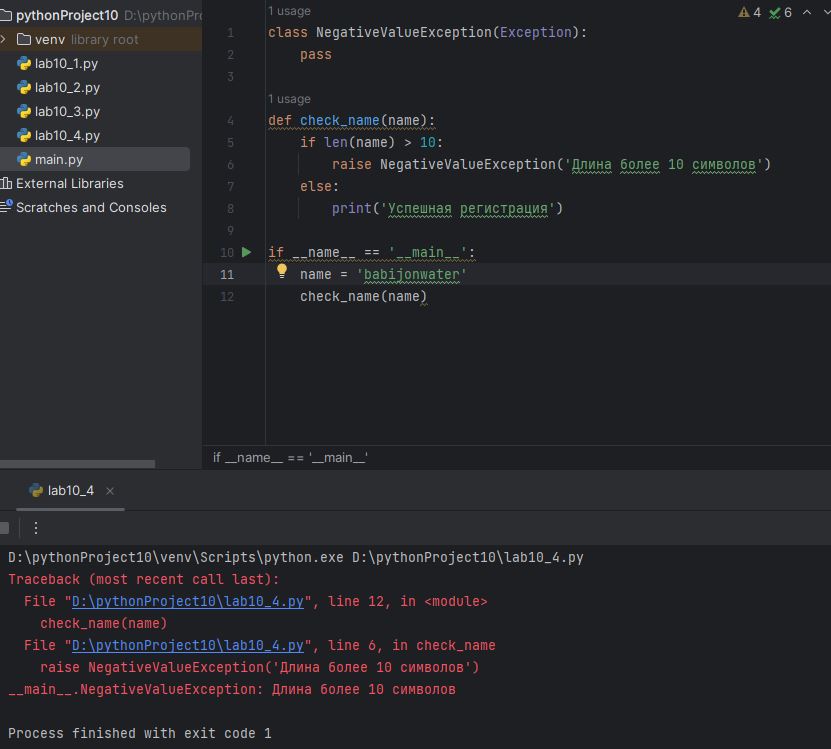 pythonProject10 D:\pythonPro
venv library root
lab10_1.py
lab10_2.py
lab10_3.py
lab10_4.py
main.py
External Libraries
Scratches and Consoles
4 6
1 usage
1 class NegativeValueException(Exception):
2 pass
3
1 usage
4 def check_name(name):
5 if len(name) > 10:
6 raise NegativeValueException('Длина более 10 символов')
7 else:
8 print('Успешная регистрация')
9
10 if __name__ == '__main__':
11 name = 'babijonwater'
12 check_name(name)
if __name__ == '__main__'
lab10_4
D:\pythonProject10\venv\Scripts\python.exe D:\pythonProject10\lab10_4.py
Traceback (most recent call last):
File "D:\pythonProject10\lab10_4.py", line 12, in <module>
check_name(name)
File "D:\pythonProject10\lab10_4.py", line 6, in check_name
raise NegativeValueException('Длина более 10 символов')
__main__.NegativeValueException: Длина более 10 символов
Process finished with exit code 1